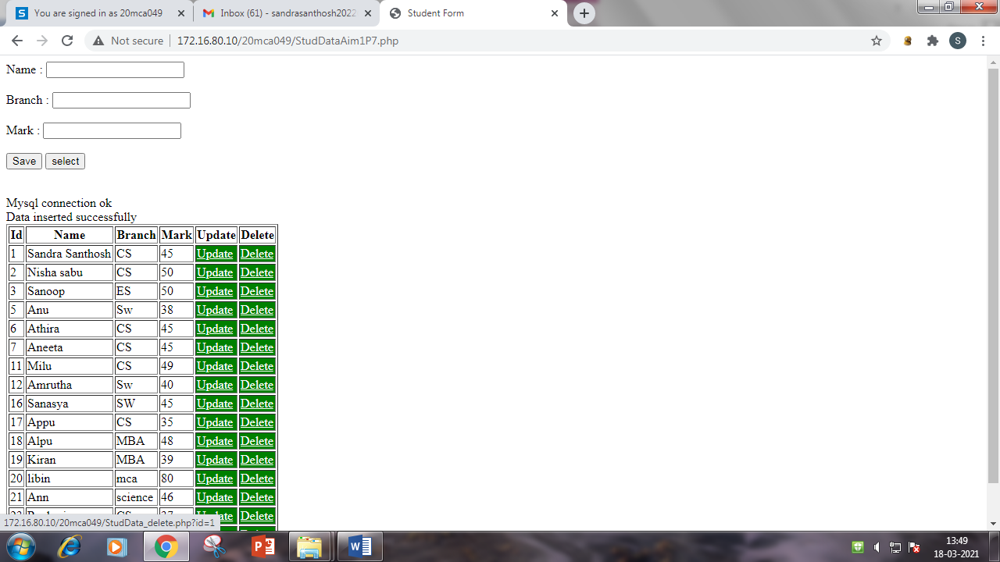 You are signed in as 20mca049
Inbox (61) - sandrasanthosh2022
Student Form
Not secure
172.16.80.10/20mca049/StudDataAim1P7.php
S
Name :
Branch :
Mark :
Save select
Mysql connection ok
Data inserted successfully
Id Name Branch Mark Update Delete
1 Sandra Santhosh CS 45 Update Delete
2 Nisha sabu CS 50 Update Delete
3 Sanoop ES 50 Update Delete
5 Anu Sw 38 Update Delete
6 Athira CS 45 Update Delete
7 Aneeta CS 45 Update Delete
11 Milu CS 49 Update Delete
12 Amrutha Sw 40 Update Delete
16 Sanasya SW 45 Update Delete
17 Appu CS 35 Update Delete
18 Alpu MBA 48 Update Delete
19 Kiran MBA 39 Update Delete
20 libin mca 80 Update Delete
21 Ann science 46 Update Delete
Delete
172.16.80.10/20mca049/StudData_delete.php?id=1
13:49
18-03-2021